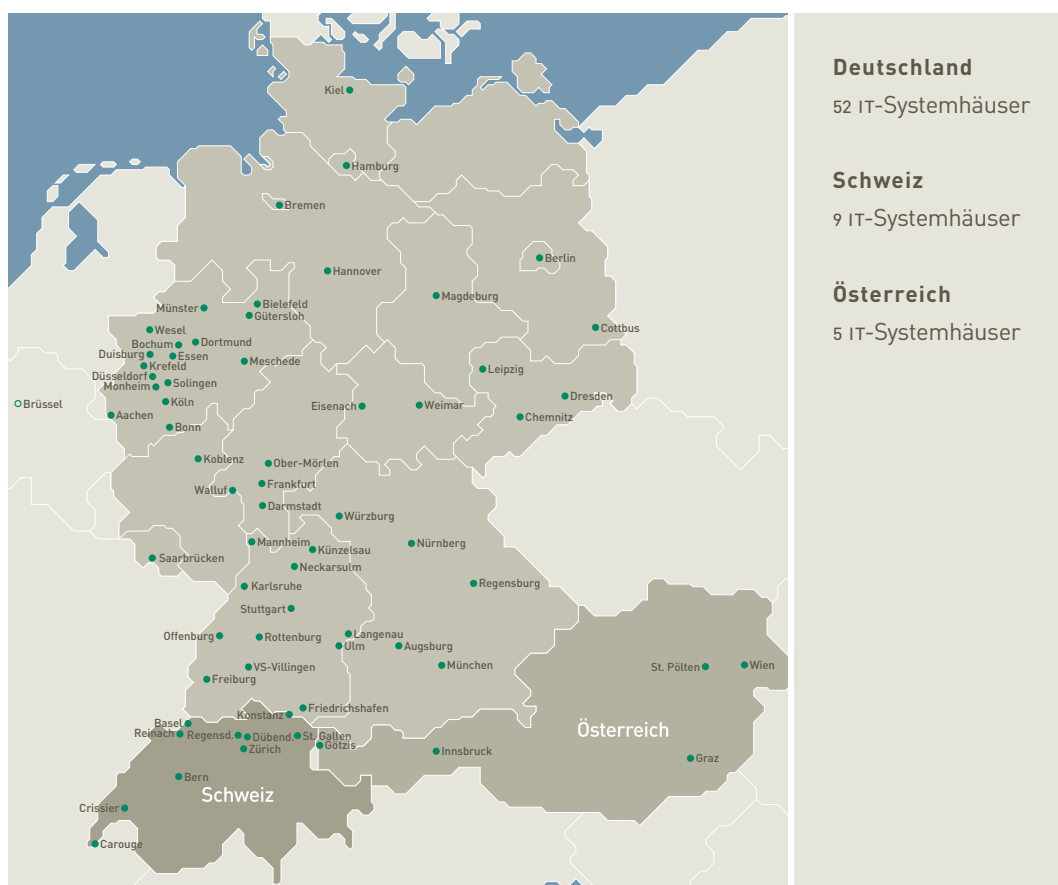 Kiel
Hamburg
Bremen
Berlin
Hannover
Magdeburg
Bielefeld
Münster
Gütersloh
Cottbus
Wesel
Dortmund
Bochum
Duisburg
Essen
Meschede
Krefeld
Leipzig
Düsseldorf
Solingen
Monheim
Dresden
Brüssel
Köln
Eisenach
Weimar
Aachen
Chemnitz
Bonn
Koblenz
Ober-Mörlen
Frankfurt
Walluf
Darmstadt
Würzburg
Mannheim
Nürnberg
Künzelsau
Saarbrücken
Neckarsulm
Regensburg
Karlsruhe
Stuttgart
Langenau
Offenburg
Rottenburg
Ulm
Augsburg
München
VS-Villingen
St. Pölten
Wien
Freiburg
Friedrichshafen
Konstanz
Basel
Reinach
Regensd.
Dübend.
St. Gallen
Österreich
Götzis
Zürich
Innsbruck
Graz
Bern
Schweiz
Crissier
Carouge
Deutschland
52 IT-Systemhäuser
Schweiz
9 IT-Systemhäuser
Österreich
5 IT-Systemhäuser